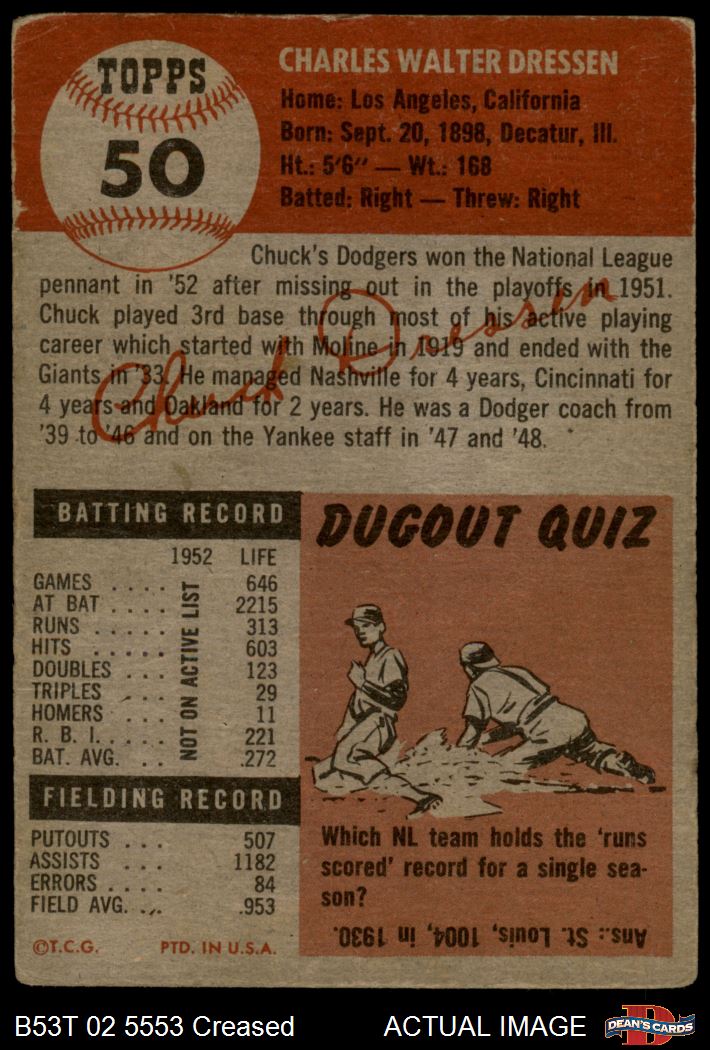 TOPPS
50
CHARLES WALTER DRESSEN
Home: Los Angeles, California
Born: Sept. 20, 1898, Decatur, Ill.
Ht.: 5'6" — Wt.: 168
Batted: Right — Threw: Right
Chuck's Dodgers won the National League
pennant in '52 after missing out in the playoffs in 1951.
Chuck played 3rd base through most of his active playing
career which started with Moline in 1919 and ended with the
Giants in '33. He managed Nashville for 4 years, Cincinnati for
4 years and Oakland for 2 years. He was a Dodger coach from
'39 to '46 and on the Yankee staff in '47 and '48.
Chuck Dressen
BATTING RECORD
1952 LIFE
GAMES .... 646
AT BAT .... 2215
RUNS ..... 313
HITS ..... 603
DOUBLES ... 123
TRIPLES ... 29
HOMERS ... 11
R. B. I. .... 221
BAT. AVG. ... .272
NOT ON ACTIVE LIST
FIELDING RECORD
PUTOUTS ... 507
ASSISTS ... 1182
ERRORS .... 84
FIELD AVG. ... .953
©T.C.G. PTD. IN U.S.A.
DUGOUT QUIZ
Which NL team holds the 'runs
scored' record for a single sea-
son?
Ans.: St. Louis, 1004, in 1930.
B53T 02 5553 Creased
ACTUAL IMAGE
D
DEAN'S CARDS